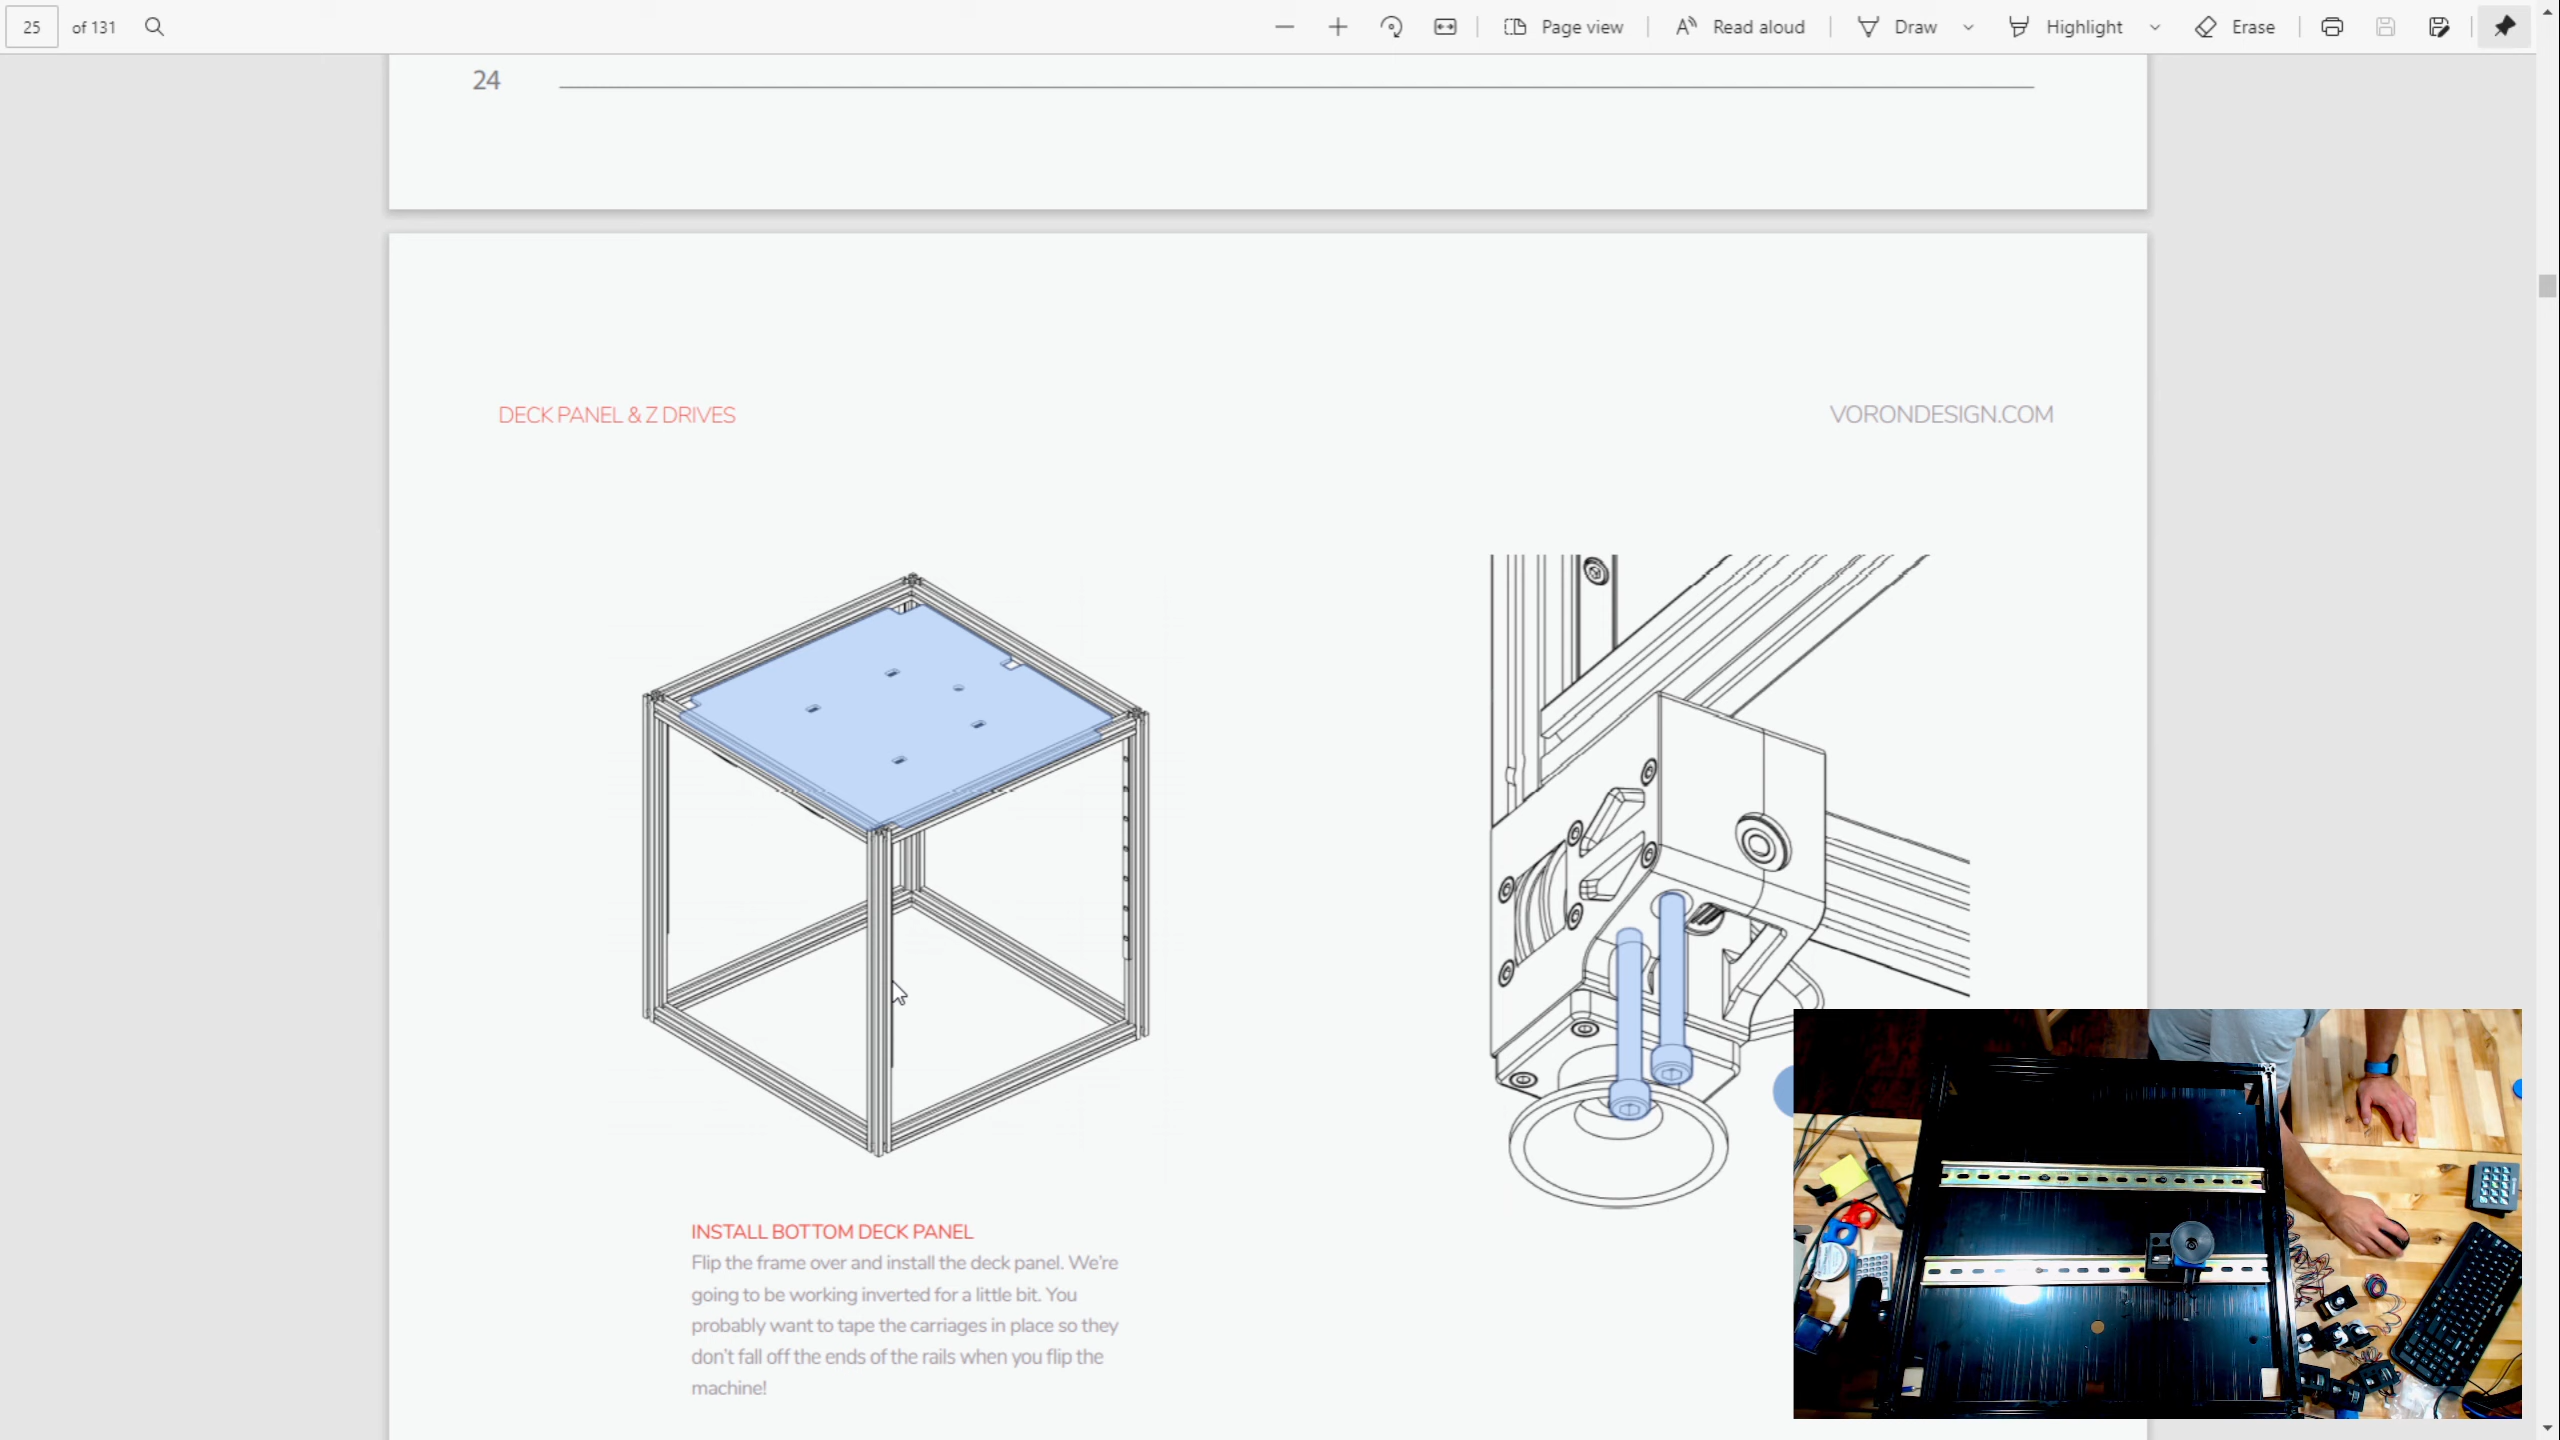 25 of 131 Page view Read aloud Draw Highlight Erase
24
DECK PANEL & Z DRIVES
VORONDESIGN.COM
INSTALL BOTTOM DECK PANEL
Flip the frame over and install the deck panel. We're
going to be working inverted for a little bit. You
probably want to tape the carriages in place so they
don't fall off the ends of the rails when you flip the
machine!